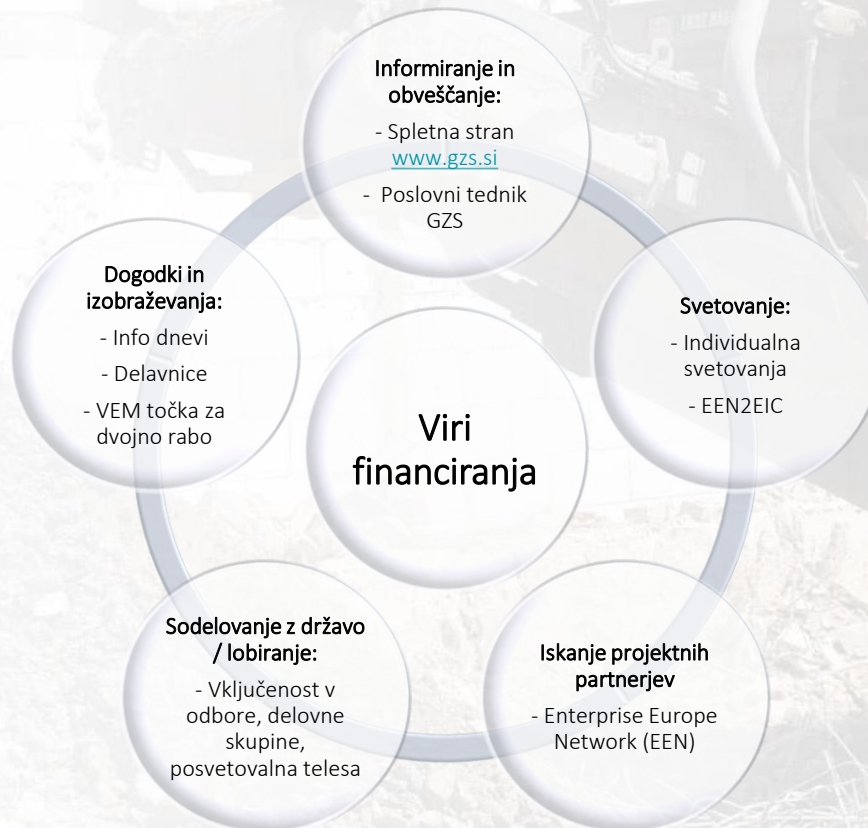 Informiranje in
obveščanje:
- Spletna stran
www.gzs.si
- Poslovni tednik
GZS
Dogodki in
izobraževanja:
- Info dnevi
- Delavnice
- VEM točka za
dvojno rabo
Svetovanje:
- Individualna
svetovanja
- EEN2EIC
Viri
financiranja
Sodelovanje z državo
/ lobiranje:
- Vključenost v
odbore, delovne
skupine,
posvetovalna telesa
Iskanje projektnih
partnerjev
- Enterprise Europe
Network (EEN)